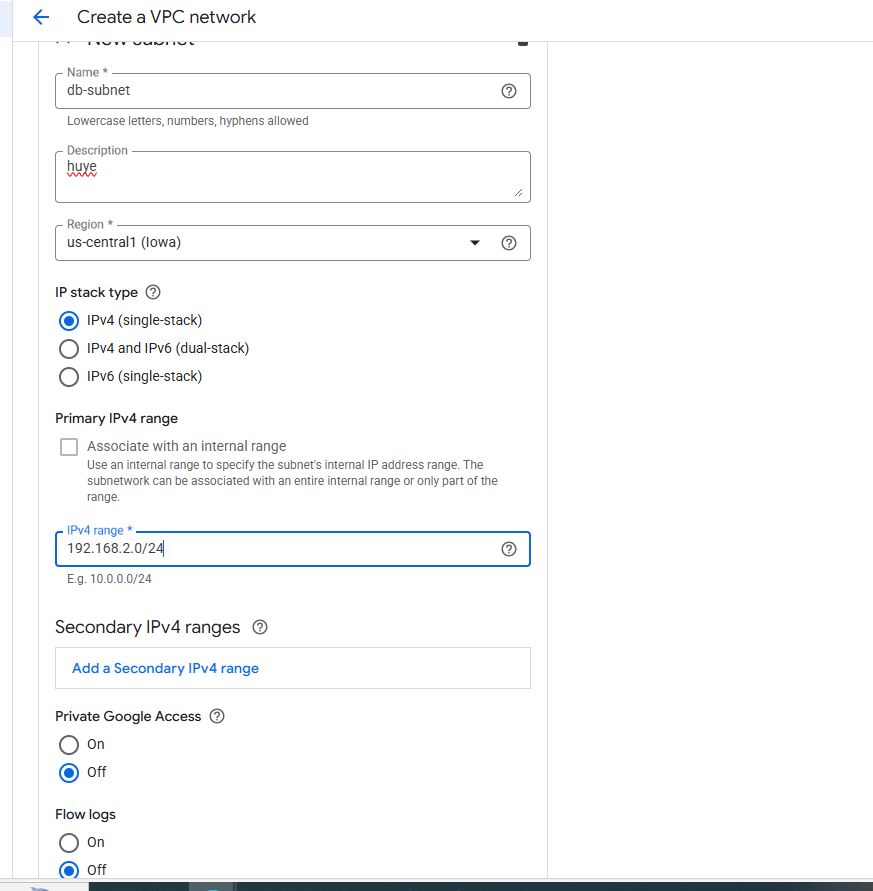 Create a VPC network
New subnet
Name *
db-subnet
Lowercase letters, numbers, hyphens allowed
Description
huye
Region *
us-central1 (Iowa)
IP stack type
IPv4 (single-stack)
IPv4 and IPv6 (dual-stack)
IPv6 (single-stack)
Primary IPv4 range
Associate with an internal range
Use an internal range to specify the subnet's internal IP address range. The
subnetwork can be associated with an entire internal range or only part of the
range.
IPv4 range *
192.168.2.0/24
E.g. 10.0.0.0/24
Secondary IPv4 ranges
Add a Secondary IPv4 range
Private Google Access
On
Off
Flow logs
On
Off